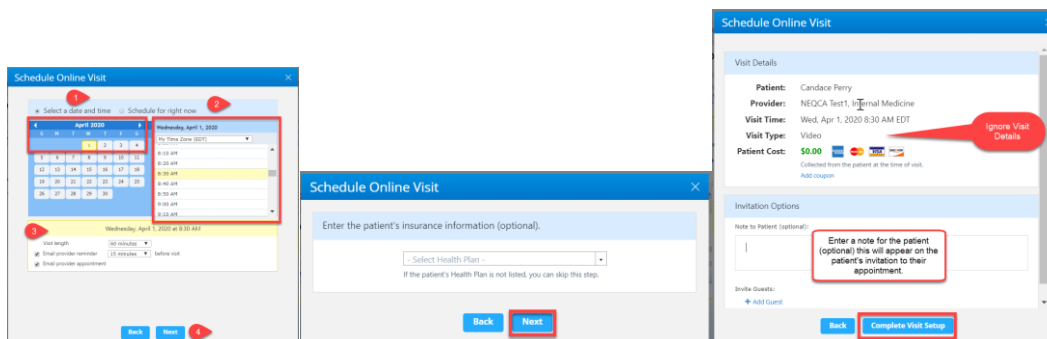 Schedule Online Visit
1
2
Select a date and time Schedule for right now
April 2020
S M T W T F S
1 2 3 4
5 6 7 8 9 10 11
12 13 14 15 16 17 18
19 20 21 22 23 24 25
26 27 28 29 30
Wednesday, April 1, 2020
My Time Zone (EDT)
8:10 AM
8:20 AM
8:30 AM
8:40 AM
8:50 AM
9:00 AM
9:10 AM
3
Wednesday, April 1, 2020 at 8:30 AM
Visit length 60 minutes
Email provider reminder 15 minutes before visit
Email provider appointment
Back Next 4
Schedule Online Visit
Enter the patient's insurance information (optional).
- Select Health Plan -
If the patient's Health Plan is not listed, you can skip this step.
Back Next
Schedule Online Visit
Visit Details
Patient: Candace Perry
Provider: NEQCA Test1, Internal Medicine
Visit Time: Wed, Apr 1, 2020 8:30 AM EDT
Visit Type: Video
Patient Cost: $0.00 VISA
Collected from the patient at the time of visit.
Add coupon
Ignore Visit
Details
Invitation Options
Note to Patient (optional):
Enter a note for the patient
(optional) this will appear on the
patient's invitation to their
appointment.
Invite Guests:
+ Add Guest
Back Complete Visit Setup